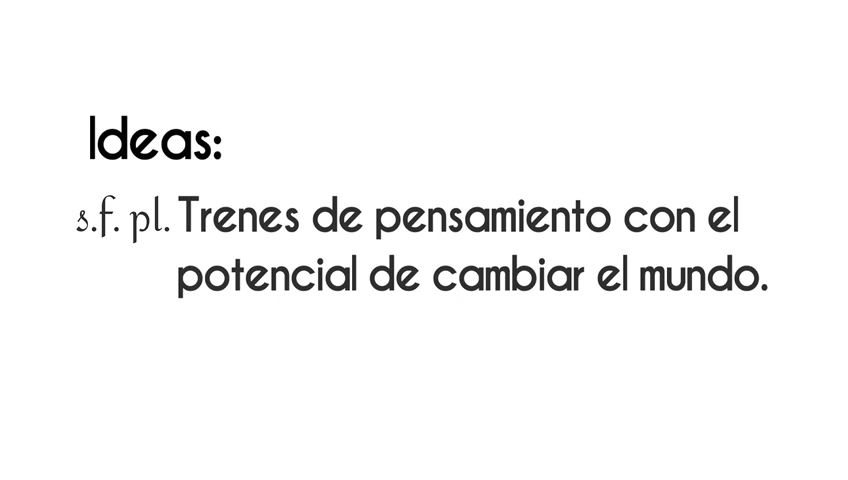 Ideas:
s.f. pl. Trenes de pensamiento con el
potencial de cambiar el mundo.